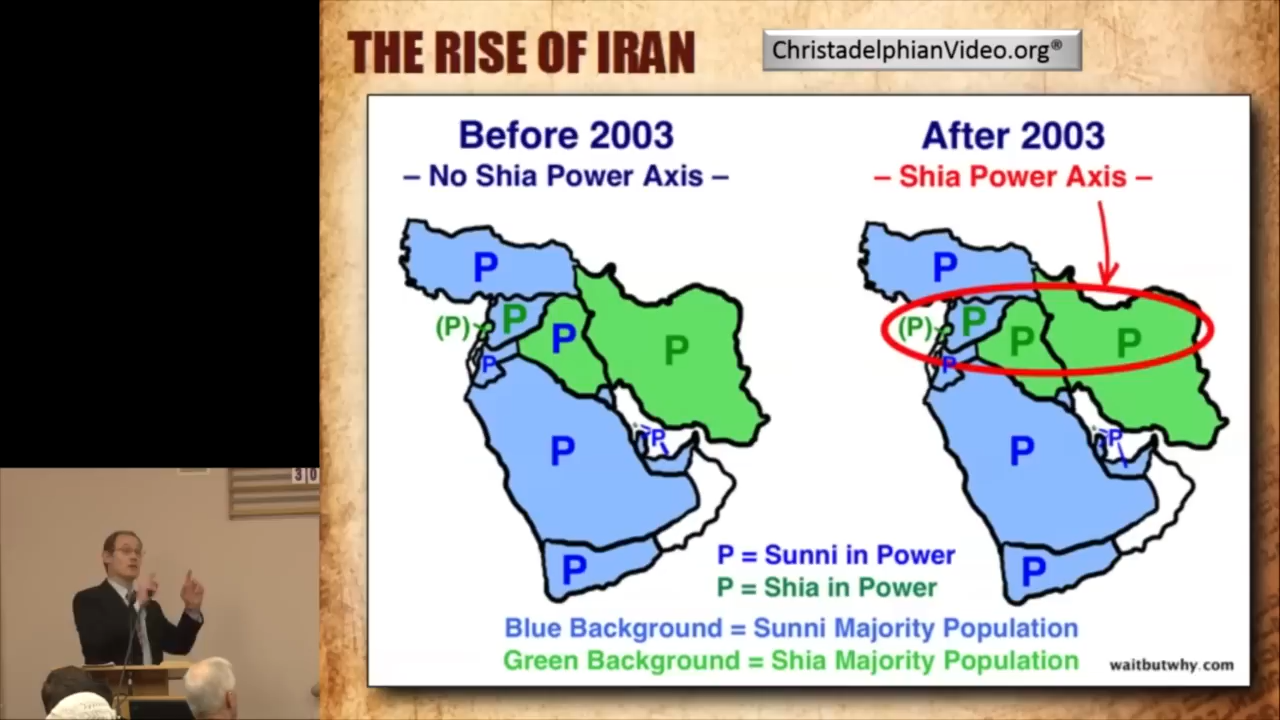 THE RISE OF IRAN
ChristadelphianVideo.org®
Before 2003
– No Shia Power Axis –
After 2003
– Shia Power Axis –
P
P
(P)
P
P
P
P
P
P
P
P
(P)
P
P
P
P
P
P
P
P = Sunni in Power
P = Shia in Power
Blue Background = Sunni Majority Population
Green Background = Shia Majority Population
waitbutwhy.com
30